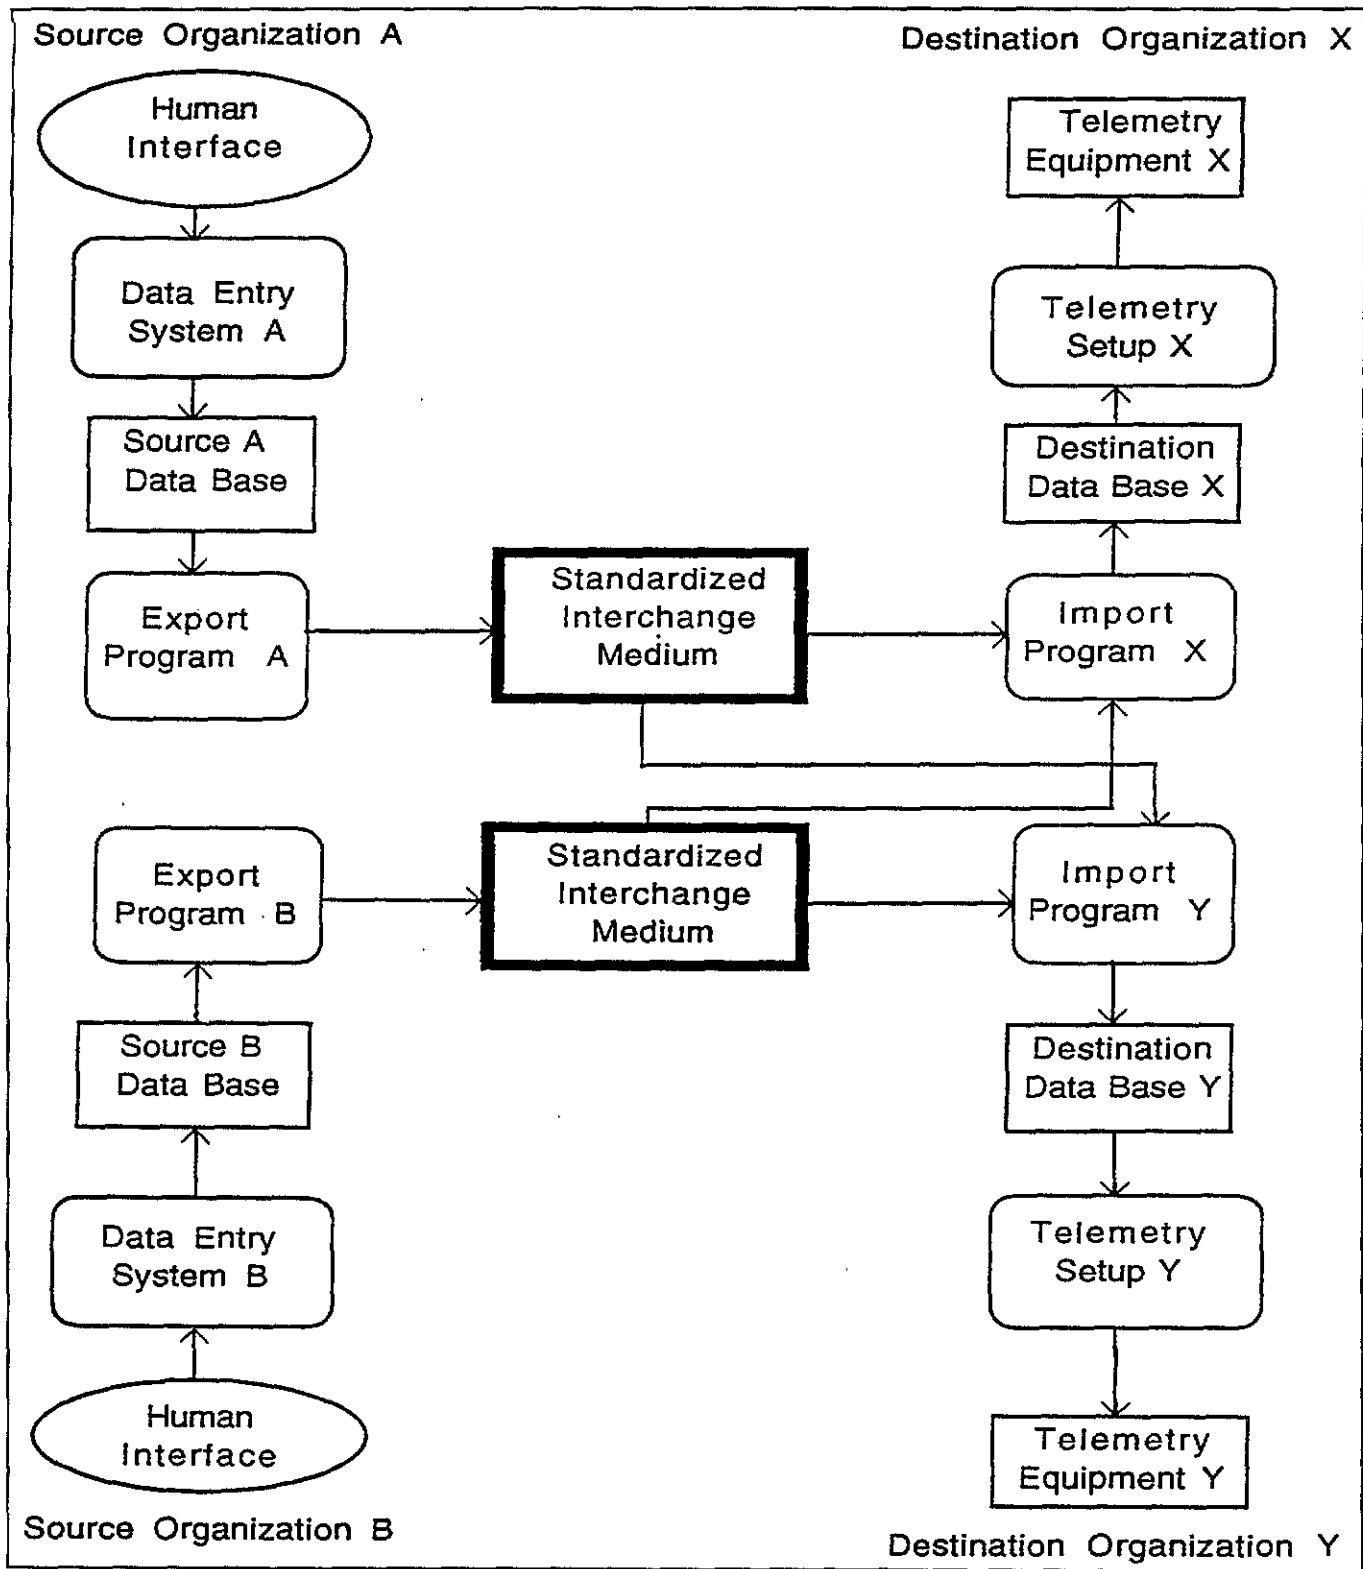 Source Organization A
Destination Organization X
Human
Interface
Telemetry
Equipment X
Data Entry
System A
Telemetry
Setup X
Source A
Data Base
Destination
Data Base X
Export
Program A
Standardized
Interchange
Medium
Import
Program X
Export
Program B
Standardized
Interchange
Medium
Import
Program Y
Source B
Data Base
Destination
Data Base Y
Data Entry
System B
Telemetry
Setup Y
Human
Interface
Telemetry
Equipment Y
Source Organization B
Destination Organization Y